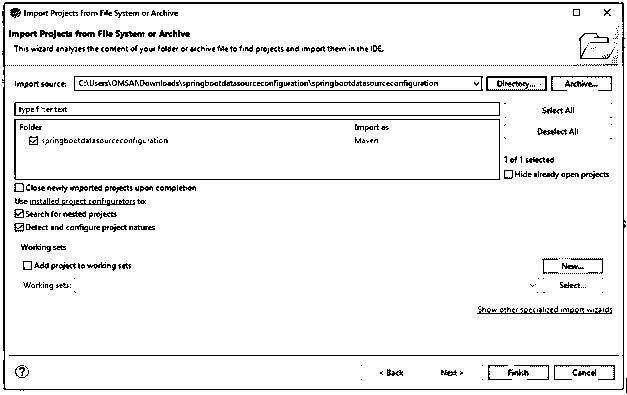 Import Projects from File System or Archive
Import Projects from File System or Archive
This wizard analyzes the content of your folder or archive file to find projects and import them in the IDE.
Import source: C:\Users\OMSAI\Downloads\springbootdatasourceconfiguration\springbootdatasourceconfiguration Directory... Archive...
type filter text Select All
Deselect All
Folder Import as
springbootdatasourceconfiguration Maven
1 of 1 selected
Hide already open projects
Close newly imported projects upon completion
Use installed project configurators to:
Search for nested projects
Detect and configure project natures
Working sets
Add project to working sets New...
Working sets: Select...
Show other specialized import wizards
? < Back Next > Finish Cancel